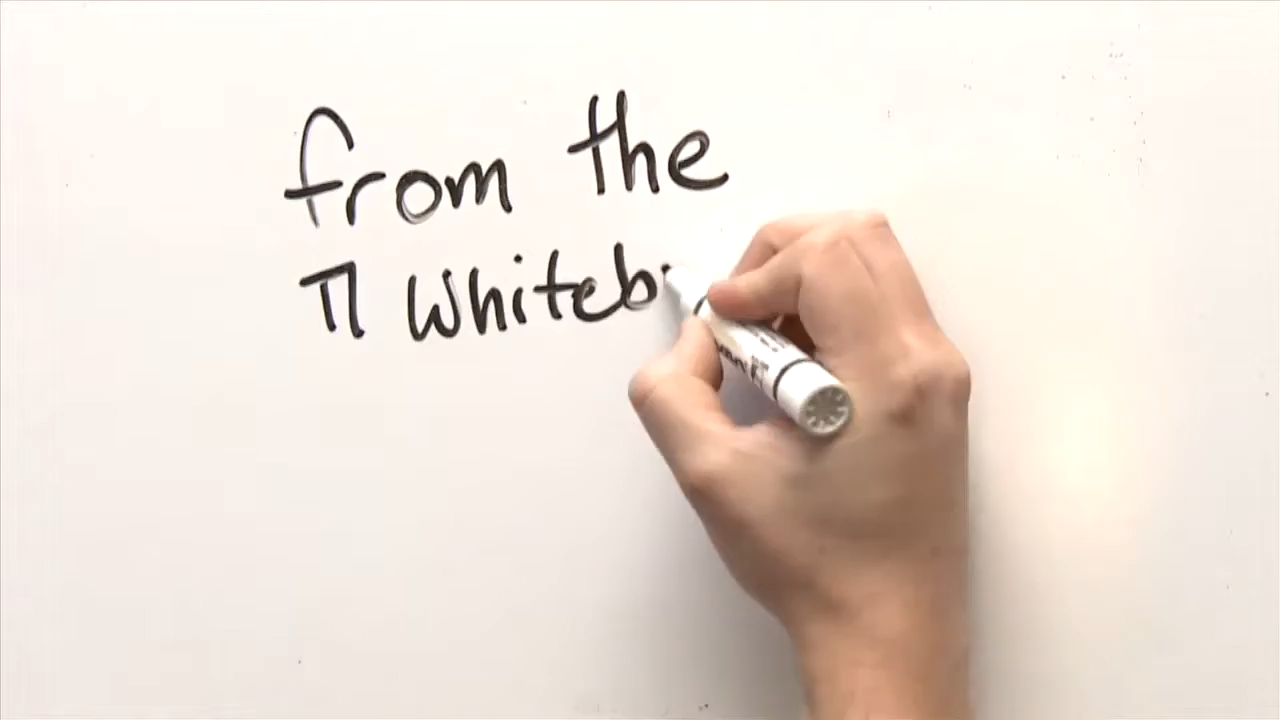 from the
π Whiteb